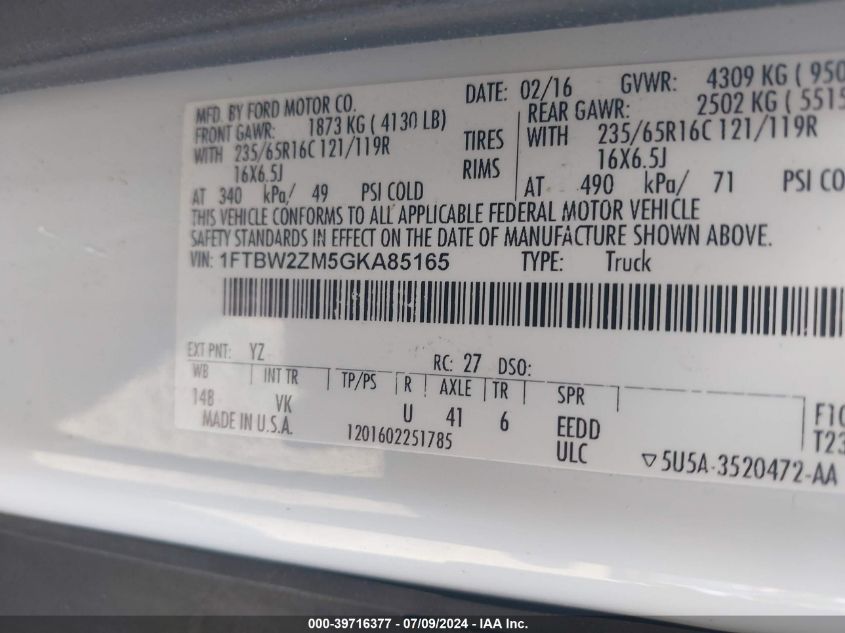 MFD. BY FORD MOTOR CO. DATE: 02/16 GVWR: 4309 KG ( 950
FRONT GAWR: 1873 KG ( 4130 LB) REAR GAWR: 2502 KG ( 5515
WITH 235/65R16C 121/119R TIRES WITH 235/65R16C 121/119R
16X6.5J RIMS 16X6.5J
AT 340 kPa/ 49 PSI COLD AT 490 kPa/ 71 PSI CO
THIS VEHICLE CONFORMS TO ALL APPLICABLE FEDERAL MOTOR VEHICLE
SAFETY STANDARDS IN EFFECT ON THE DATE OF MANUFACTURE SHOWN ABOVE.
VIN: 1FTBW2ZM5GKA85165 TYPE: Truck
EXT PNT: YZ RC: 27 DSO:
WB INT TR TP/PS R AXLE TR SPR
148 VK U 41 6 EEDD F10
MADE IN U.S.A. 1201602251785 ULC T23
▽5U5A-3520472-AA
000-39716377 - 07/09/2024 - IAA Inc.